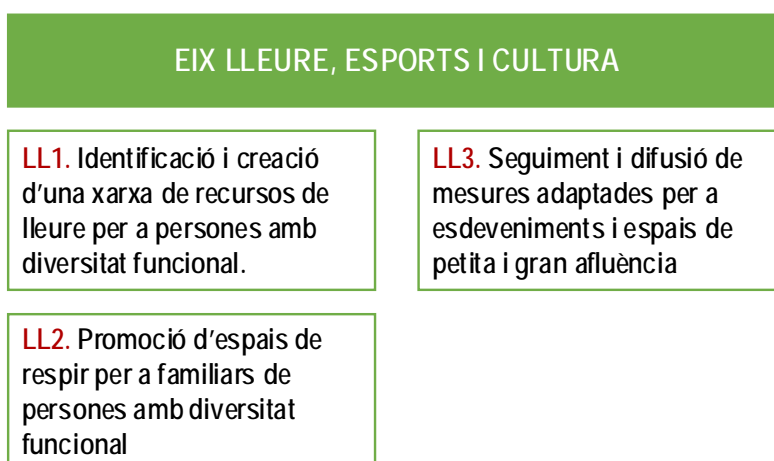 EIX LLEURE, ESPORTS I CULTURA
LL1. Identificació i creació
d’una xarxa de recursos de
lleure per a persones amb
diversitat funcional.
LL2. Promoció d’espais de
respir per a familiars de
persones amb diversitat
funcional
LL3. Seguiment i difusió de
mesures adaptades per a
esdeveniments i espais de
petita i gran afluència